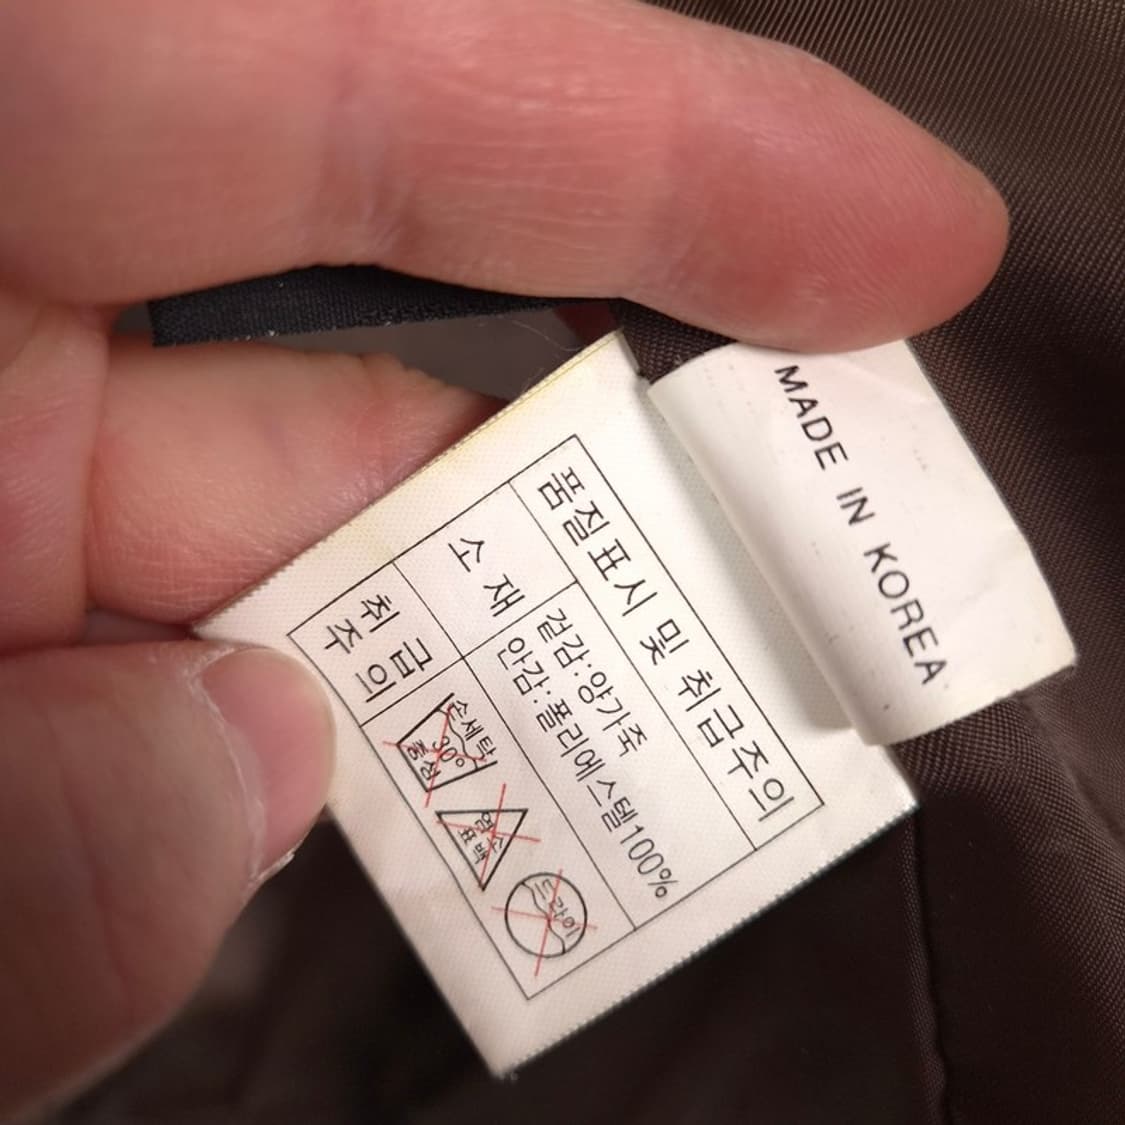 품질표시 및 취급주의
소재
겉감:양가죽
안감:폴리에스텔100%
취급
주의
손세탁
30°
중성
염소
표백
드라이
MADE IN KOREA